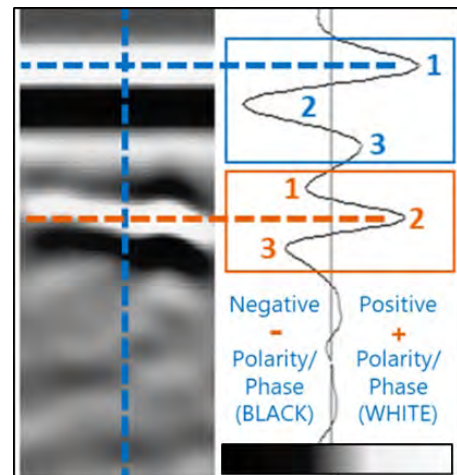 1
2
3
1
2
3
Negative Positive
- +
Polarity/ Polarity/
Phase Phase
(BLACK) (WHITE)